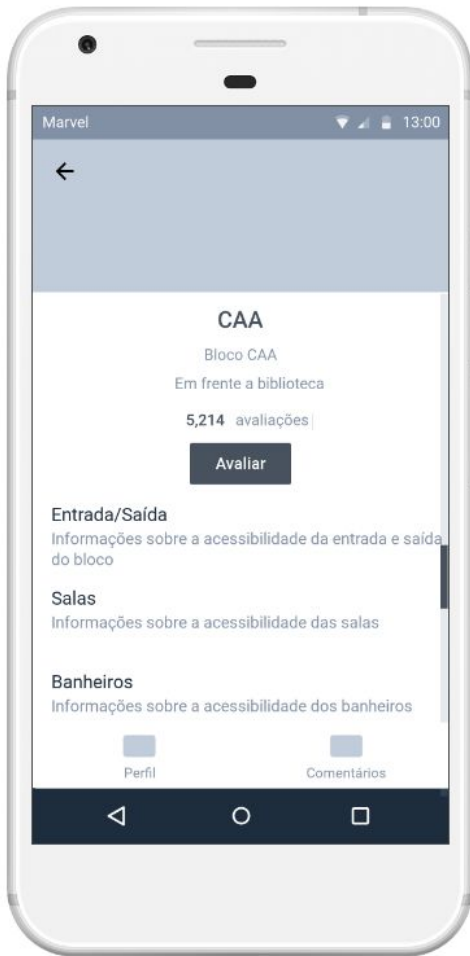 Marvel 13:00
CAA
Bloco CAA
Em frente a biblioteca
5,214 avaliações
Avaliar
Entrada/Saída
Informações sobre a acessibilidade da entrada e saída
do bloco
Salas
Informações sobre a acessibilidade das salas
Banheiros
Informações sobre a acessibilidade dos banheiros
Perfil Comentários